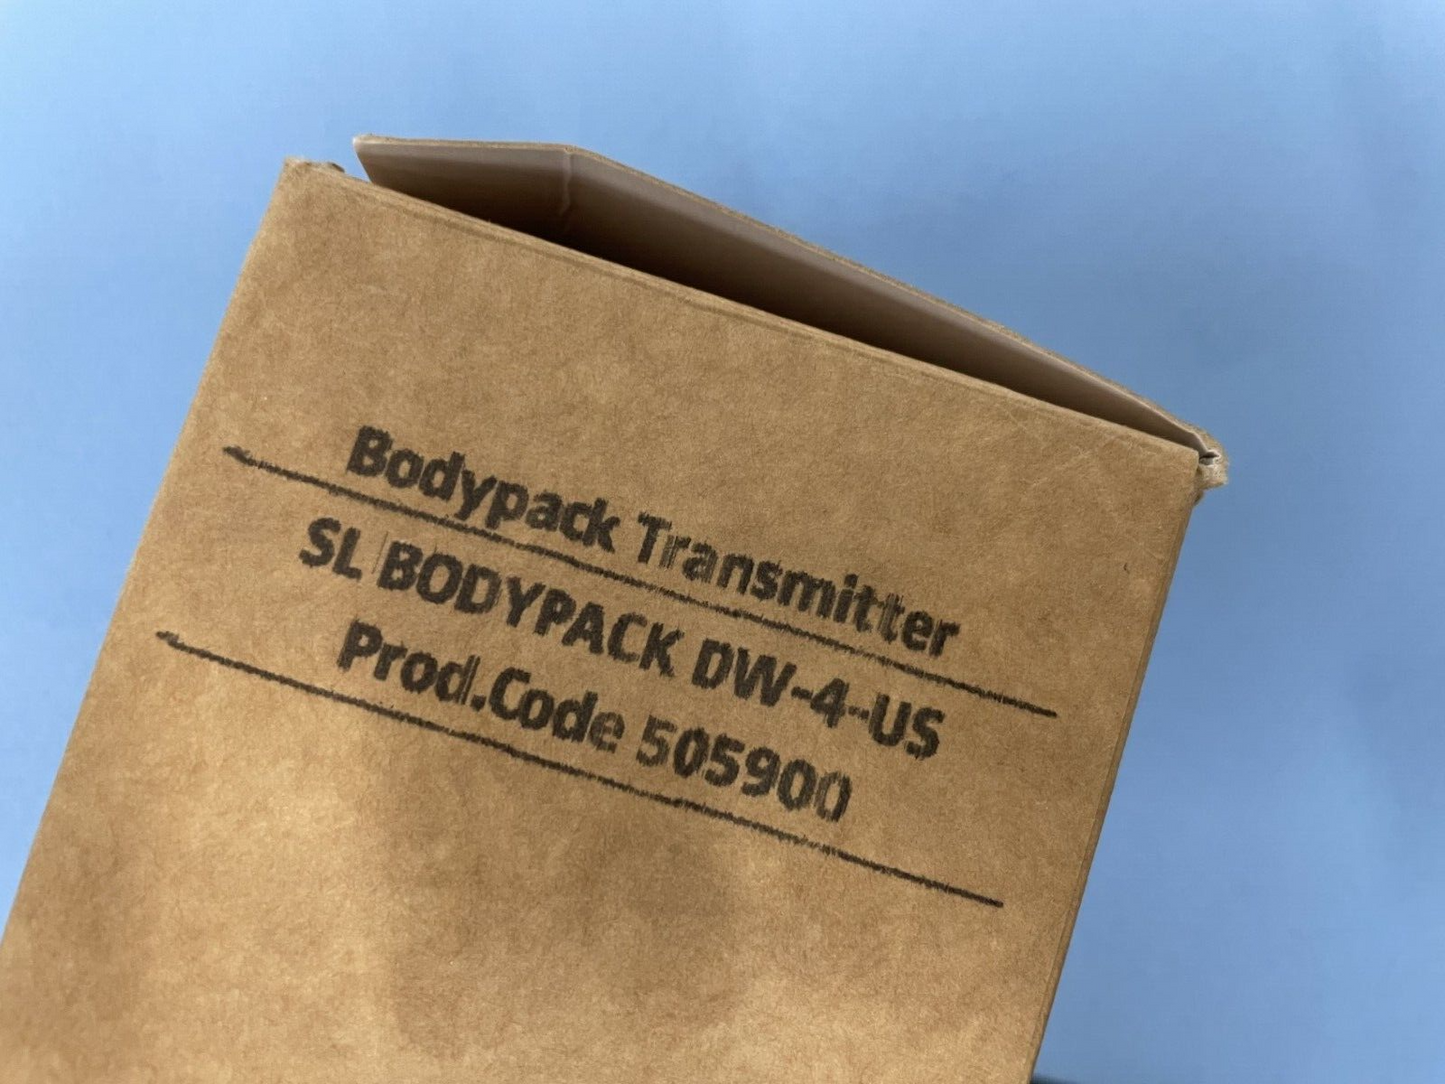 Bodypack Transmitter
SL BODYPACK DW-4-US
Prod.Code 505900